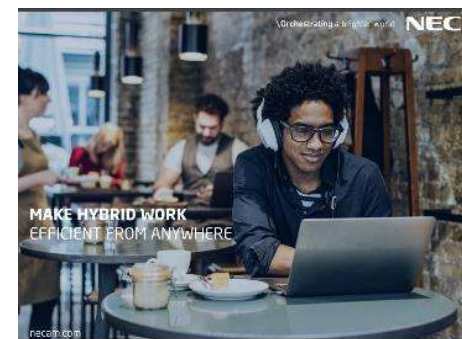 \Orchestrating a brighter world NEC
MAKE HYBRID WORK
EFFICIENT FROM ANYWHERE
necam.com